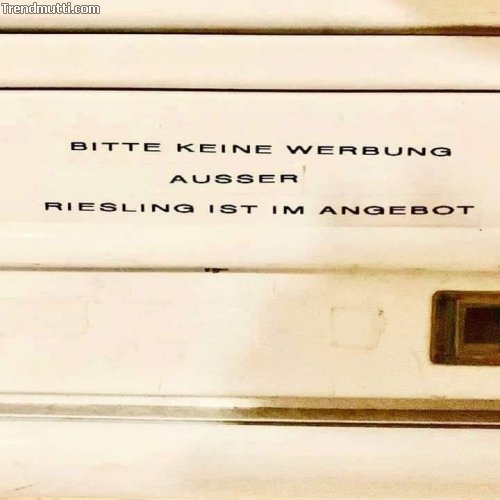 Trendmutti.com
BITTE KEINE WERBUNG
AUSSER
RIESLING IST IM ANGEBOT